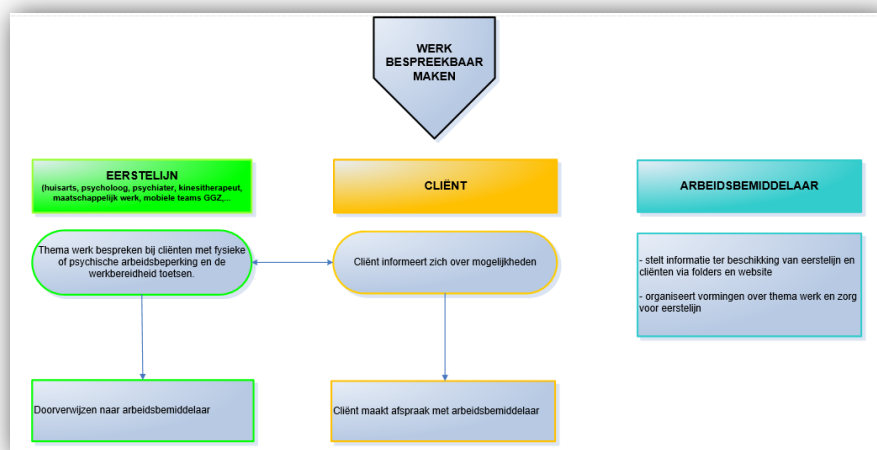 WERK
BESPREEKBAAR
MAKEN
EERSTELIJN
(huisarts, psycholoog, psychiater, kinesitherapeut,
maatschappelijk werk, mobiele teams GGZ,...
CLIËNT
ARBEIDSBEMIDDELAAR
Thema werk bespreken bij cliënten met fysieke
of psychische arbeidsbeperking en de
werkbereidheid toetsen.
Cliënt informeert zich over mogelijkheden
- stelt informatie ter beschikking van eerstelijn en
cliënten via folders en website
- organiseert vormingen over thema werk en zorg
voor eerstelijn
Doorverwijzen naar arbeidsbemiddelaar
Cliënt maakt afspraak met arbeidsbemiddelaar